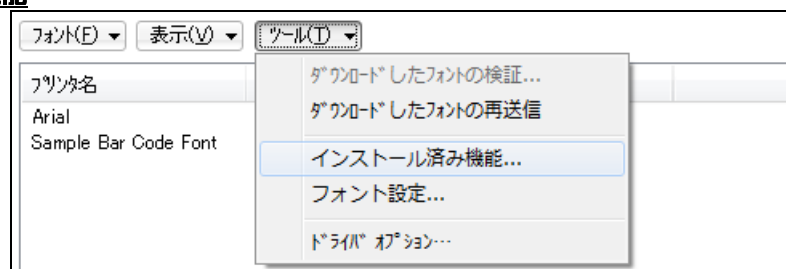 ﾌｫﾝﾄ(F) 表示(V) ﾂｰﾙ(T)
ﾌﾟﾘﾝﾀ名
Arial
Sample Bar Code Font
ﾀﾞｳﾝﾛｰﾄﾞしたﾌｫﾝﾄの検証...
ﾀﾞｳﾝﾛｰﾄﾞしたﾌｫﾝﾄの再送信
インストール済み機能...
フォント設定...
ﾄﾞﾗｲﾊﾞ ｵﾌﾟｼｮﾝ…